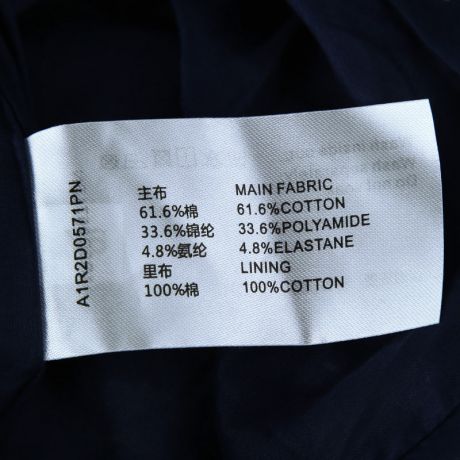 主布 MAIN FABRIC
61.6%棉 61.6%COTTON
33.6%锦纶 33.6%POLYAMIDE
4.8%氨纶 4.8%ELASTANE
里布 LINING
100%棉 100%COTTON
A1R2D0571PN